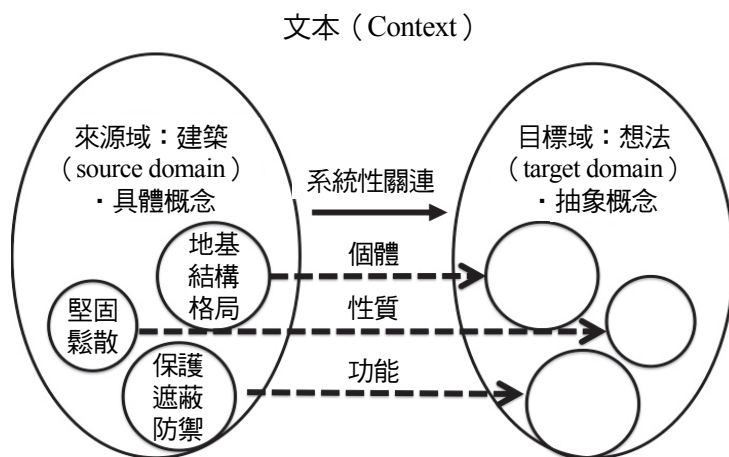 文本（Context）
來源域：建築
（source domain）
・具體概念
系統性關連
目標域：想法
（target domain）
・抽象概念
地基
結構
格局
個體
堅固
鬆散
性質
保護
遮蔽
防禦
功能